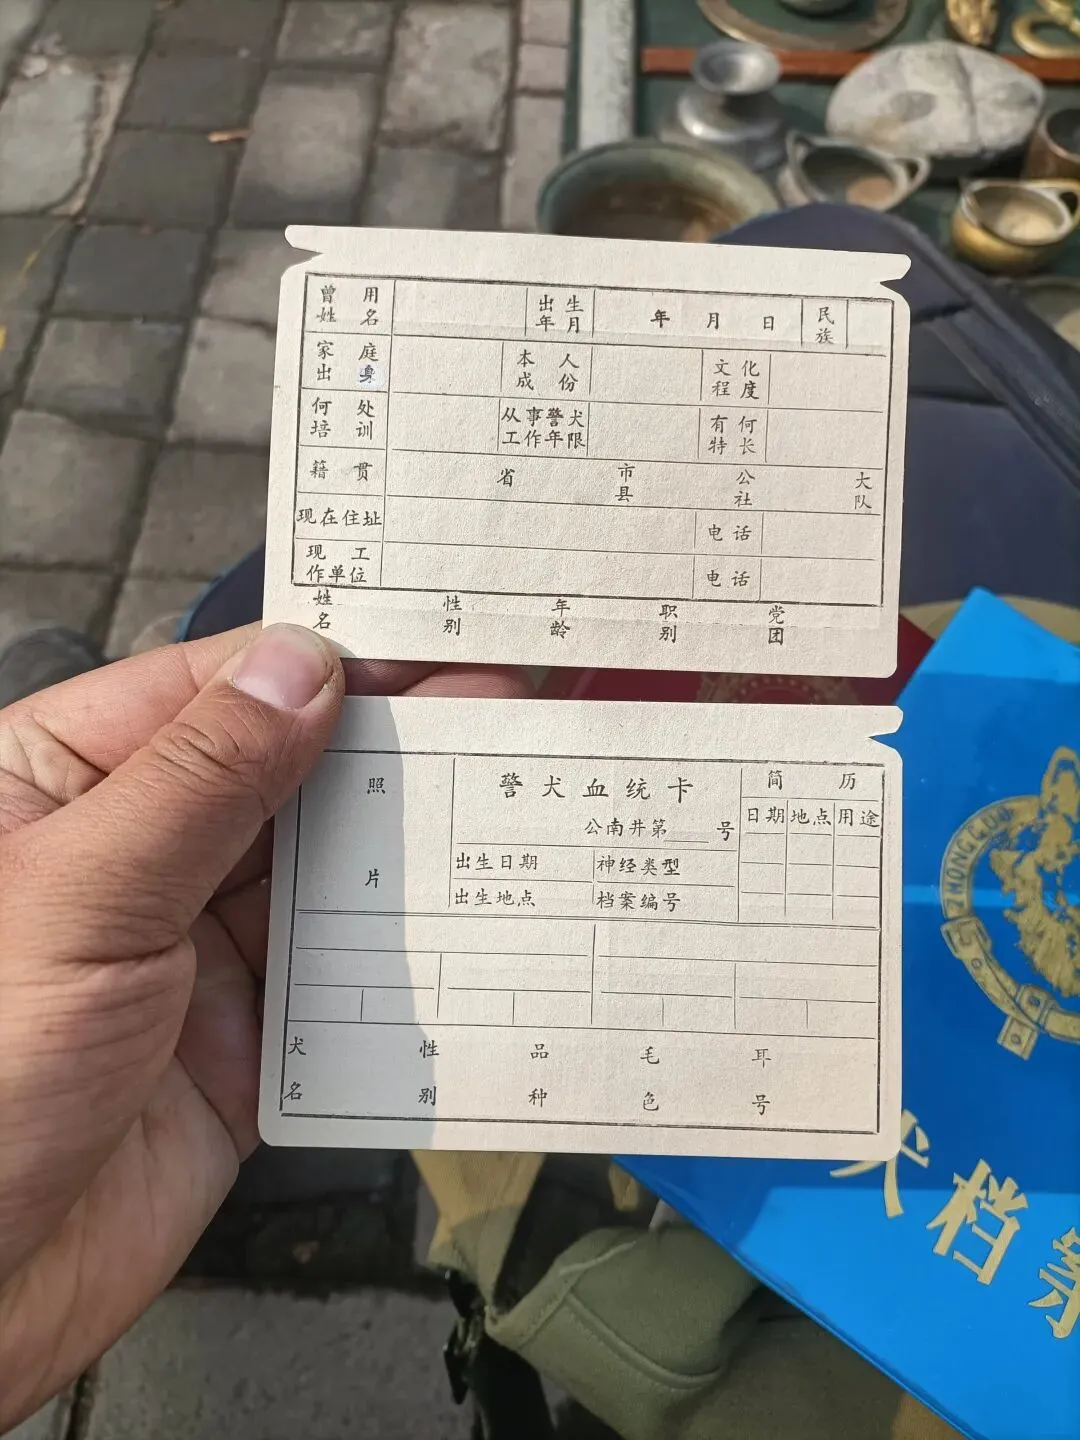 曾用姓名 出生年月 年 月 日 民族
家庭出身 本人成份 文化程度
何处培训 从事警犬工作年限 有何特长
籍贯 省 市县 公社 大队
现在住址 电话
现工作单位 电话
姓名 性别 年龄 职别 党团
照片 警犬血统卡 简历
公南井第 号 日期 地点 用途
出生日期 神经类型
出生地点 档案编号
犬名 性别 品种 毛色 耳号
ZHONGGUO
犬档案